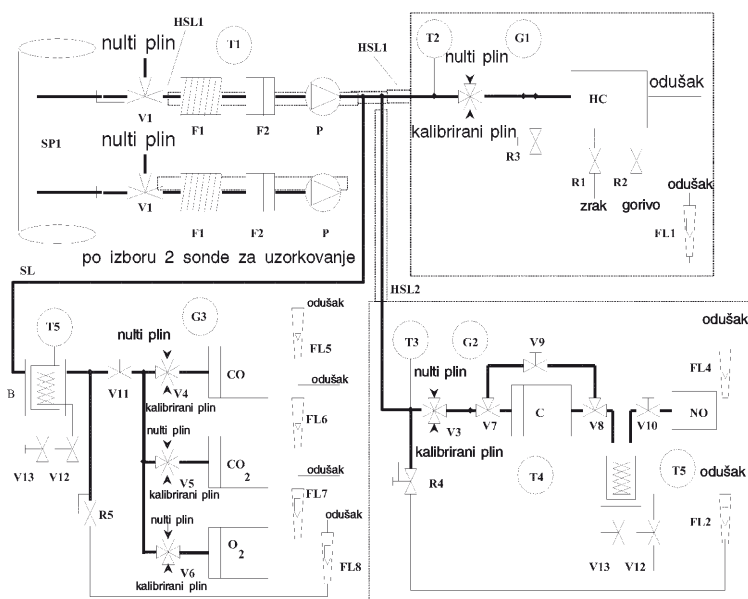 HSL1
nulti plin
T1
HSL1
T2
nulti plin
G1
HC
odušak
V1
F1
F2
P
kalibrirani plin
R3
SP1
nulti plin
R1
R2
odušak
zrak
gorivo
FL1
V1
F1
F2
P
po izboru 2 sonde za uzorkovanje
SL
HSL2
T5
G3
odušak
nulti plin
FL5
T3
G2
V9
odušak
FL4
nulti plin
B
V11
V4
CO
kalibrirani plin
nulti plin
odušak
FL6
V3
V7
C
V8
V10
NO
kalibrirani plin
V13
V12
V5
CO
2
kalibrirani plin
odušak
FL7
R4
T4
T5
odušak
R5
nulti plin
O
2
odušak
FL2
V6
kalibrirani plin
FL8
V13
V12